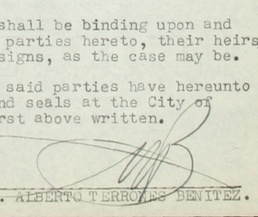 shall be binding upon and
parties hereto, their heirs
signs, as the case may be.
said parties have hereunto
nd seals at the City of
rst above written.
. ALBERTO TERRONES BENITEZ.